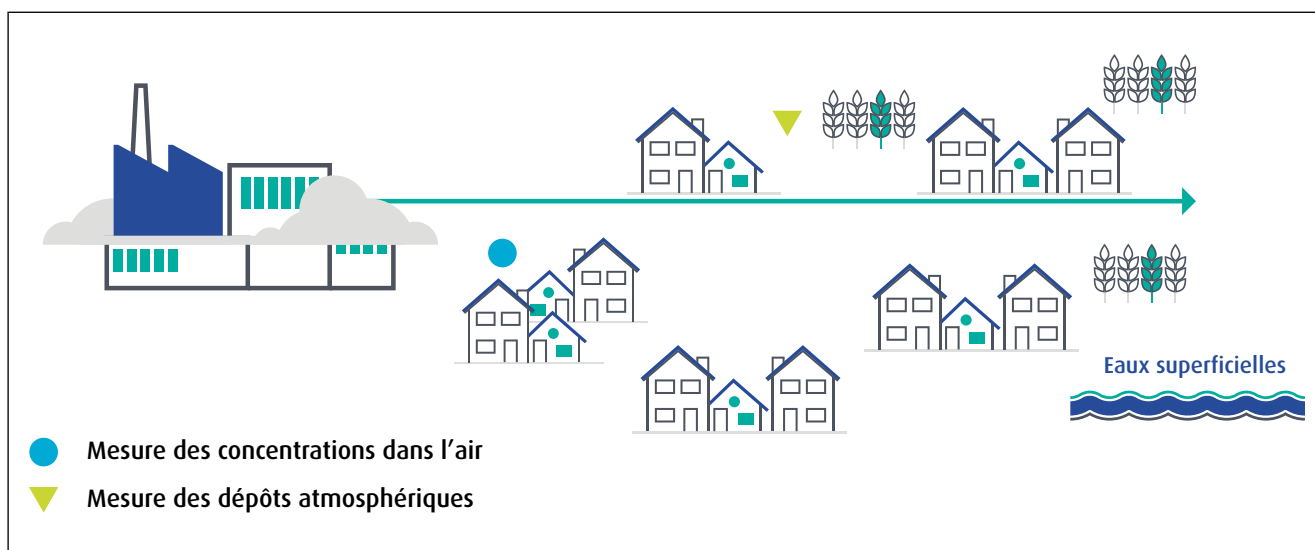 Eaux superficielles
Mesure des concentrations dans l'air
Mesure des dépôts atmosphériques